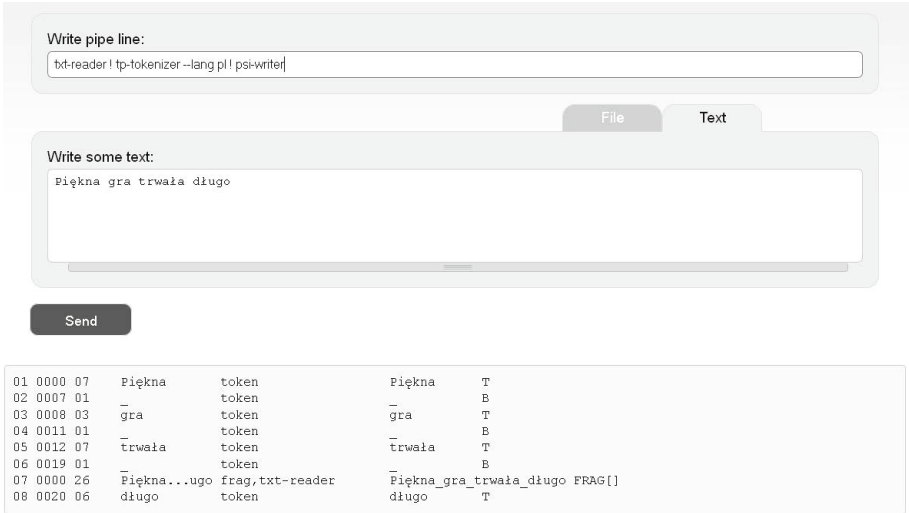 Write pipe line:
txt-reader ! tp-tokenizer --lang pl ! psi-writer
File Text
Write some text:
Piękna gra trwała długo
Send
01 0000 07 Piękna token Piękna T
02 0007 01 _ token _ B
03 0008 03 gra token gra T
04 0011 01 _ token _ B
05 0012 07 trwała token trwała T
06 0019 01 _ token _ B
07 0000 26 Piękna...ugo frag,txt-reader Piękna_gra_trwała_długo FRAG[]
08 0020 06 długo token długo T